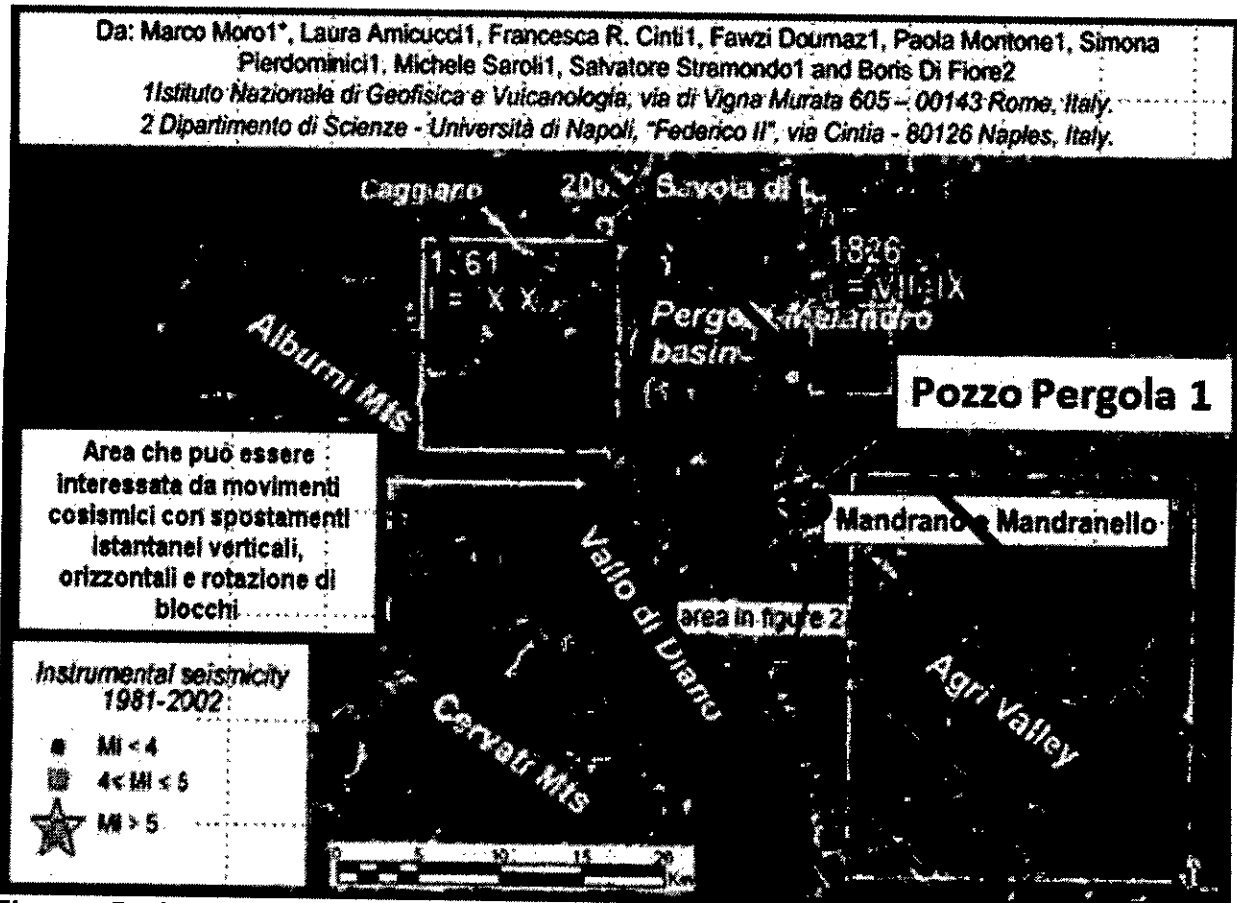 Da: Marco Moro1*, Laura Amicucci1, Francesca R. Cinti1, Fawzi Doumaz1, Paola Montone1, Simona
Pierdominici1, Michele Saroli1, Salvatore Stramondo1 and Boris Di Fiore2
1Istituto Nazionale di Geofisica e Vulcanologia, via di Vigna Murata 605 – 00143 Rome, Italy.
2 Dipartimento di Scienze - Università di Napoli, "Federico II", via Cintia - 80126 Naples, Italy.
Caggiano
Savoia di
1826
Alburni Mts
basin
Pozzo Pergola 1
Area che può essere
interessata da movimenti
cosismici con spostamenti
istantanei verticali,
orizzontali e rotazione di
blocchi
Mandrano e Mandranello
Vallo di Diano
area in figure 2
Agri Valley
Cervati Mts
Instrumental seismicity
1981-2002
Ml < 4
4< Ml ≤ 5
Ml > 5
0 5 10 15 20
Km